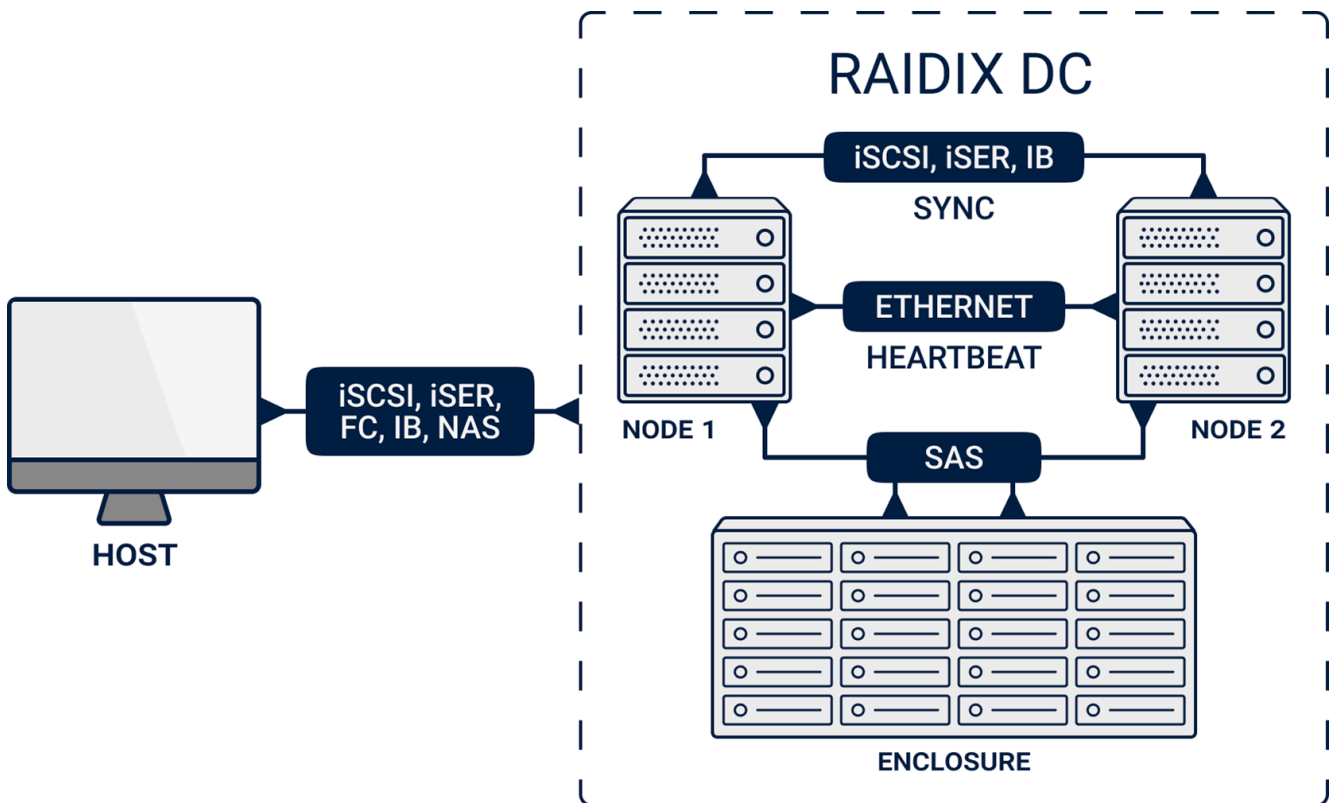 RAIDIX DC
iSCSI, iSER, IB
SYNC
ETHERNET
HEARTBEAT
NODE 1
NODE 2
iSCSI, iSER,
FC, IB, NAS
SAS
HOST
ENCLOSURE